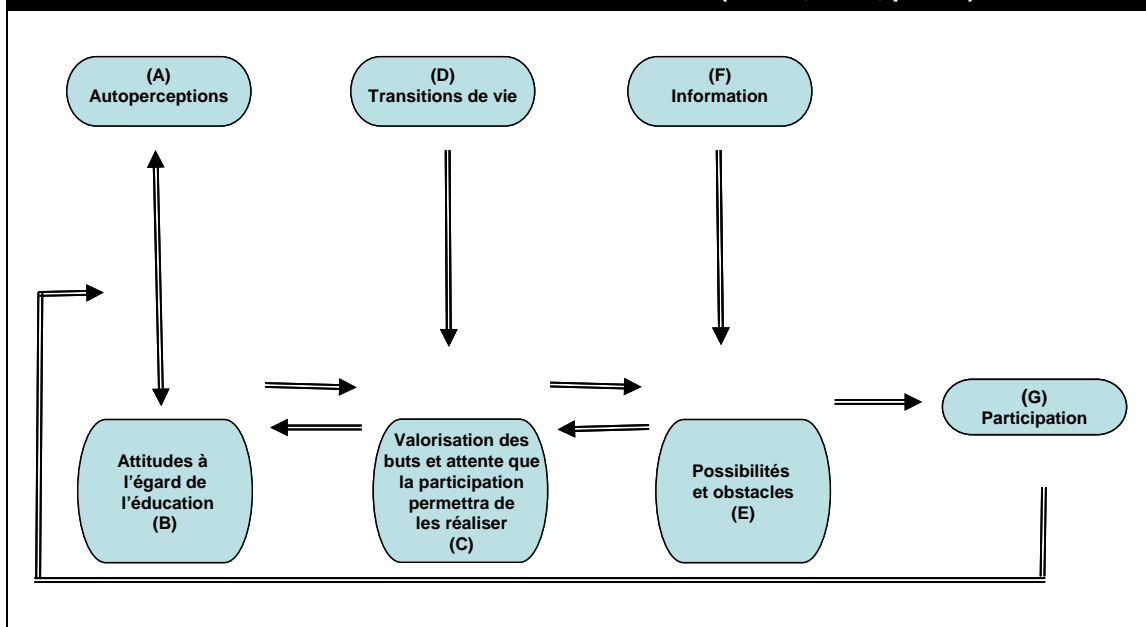 (A)
Autoperceptions
(D)
Transitions de vie
(F)
Information
(G)
Participation
Attitudes à
l'égard de
l'éducation
(B)
Valorisation des
buts et attente que
la participation
permettra de
les réaliser
(C)
Possibilités
et obstacles
(E)